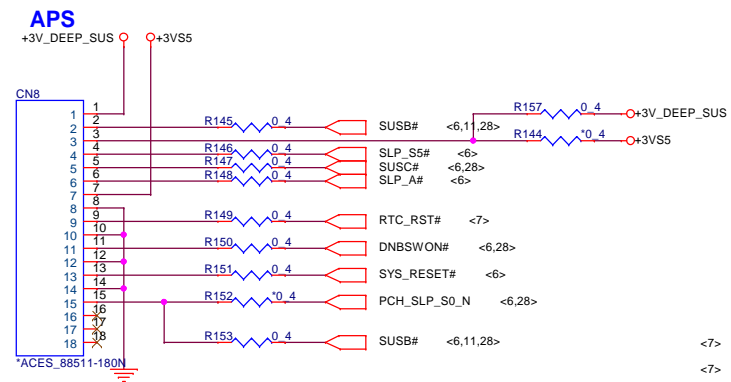 APS
+3V_DEEP_SUS +3VS5
CN8
R157 0_4 +3V_DEEP_SUS
1 1
2 2 R145 0_4 SUSB# <6,11,28>
3 3 R144 *0_4 +3VS5
4 4 R146 0_4 SLP_S5# <6>
5 5 R147 0_4 SUSC# <6,28>
6 6 R148 0_4 SLP_A# <6>
7 7
8 8
9 9 R149 0_4 RTC_RST# <7>
10 10
11 11 R150 0_4 DNBSWON# <6,28>
12 12
13 13 R151 0_4 SYS_RESET# <6>
14 14
15 15 R152 *0_4 PCH_SLP_S0_N <6,28>
16 16
17 17
18 18 R153 0_4 SUSB# <6,11,28> <7>
*ACES_88511-180N <7>